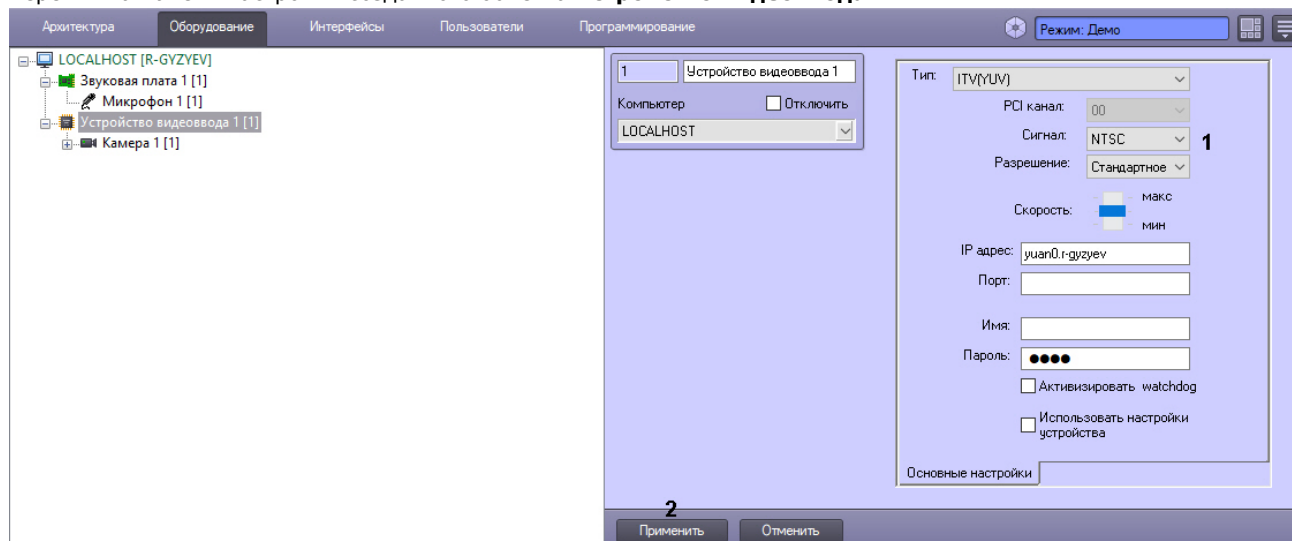 Архитектура Оборудование Интерфейсы Пользователи Программирование Режим: Демо
LOCALHOST [R-GYZYEV]
Звуковая плата 1 [1]
Микрофон 1 [1]
Устройство видеоввода 1 [1]
Камера 1 [1]
1 Устройство видеоввода 1
Компьютер Отключить
LOCALHOST
Тип: ITV(YUV)
PCI канал: 00
Сигнал: NTSC 1
Разрешение: Стандартное
макс
Скорость:
мин
IP адрес: yuan0.r-gyzyev
Порт:
Имя:
Пароль: ●●●●
Активизировать watchdog
Использовать настройки
устройства
Основные настройки
2
Применить Отменить